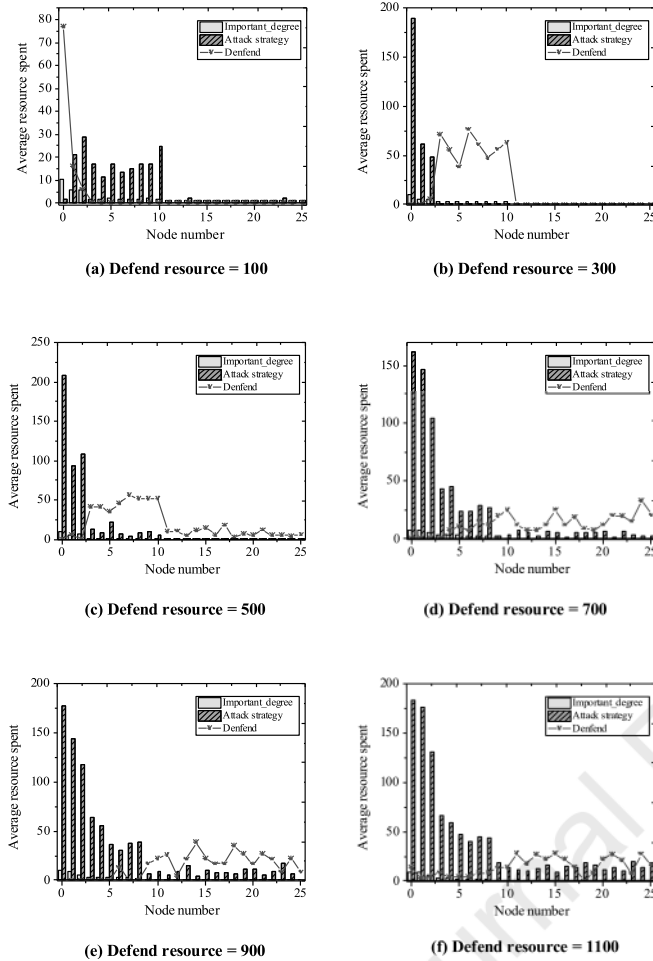 80
70
60
50
40
30
20
10
0
Average resource spent
Important_degree
Attack strategy
Denfend
0 5 10 15 20 25
Node number
(a) Defend resource = 100
200
150
100
50
0
Average resource spent
Important_degree
Attack strategy
Denfend
0 5 10 15 20 25
Node number
(b) Defend resource = 300
250
200
150
100
50
0
Average resource spent
Important_degree
Attack strategy
Denfend
0 5 10 15 20 25
Node number
(c) Defend resource = 500
150
100
50
0
Average resource spent
Important_degree
Attack strategy
Denfend
0 5 10 15 20 25
Node number
(d) Defend resource = 700
200
150
100
50
0
Average resource spent
Important_degree
Attack strategy
Denfend
0 5 10 15 20 25
Node number
(e) Defend resource = 900
200
150
100
50
0
Average resource spent
Important_degree
Attack strategy
Denfend
0 5 10 15 20 25
Node number
(f) Defend resource = 1100